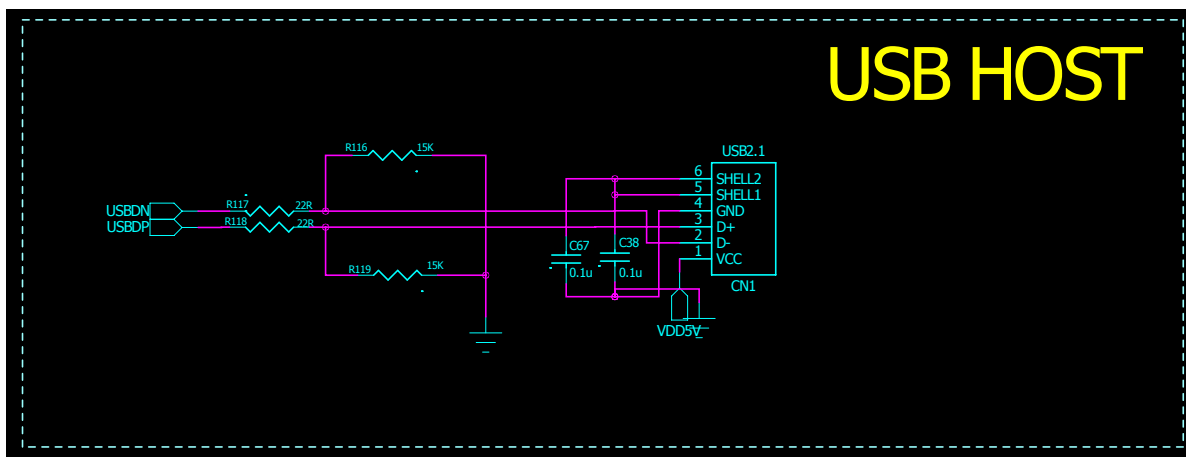 USB HOST
R116 15K
USB2.1
6 SHELL2
5 SHELL1
R117 22R
USBDN
4 GND
R118 22R
USBDP
3 D+
2 D-
C67
C38
1 VCC
R119 15K
0.1u
0.1u
CN1
VDD5V